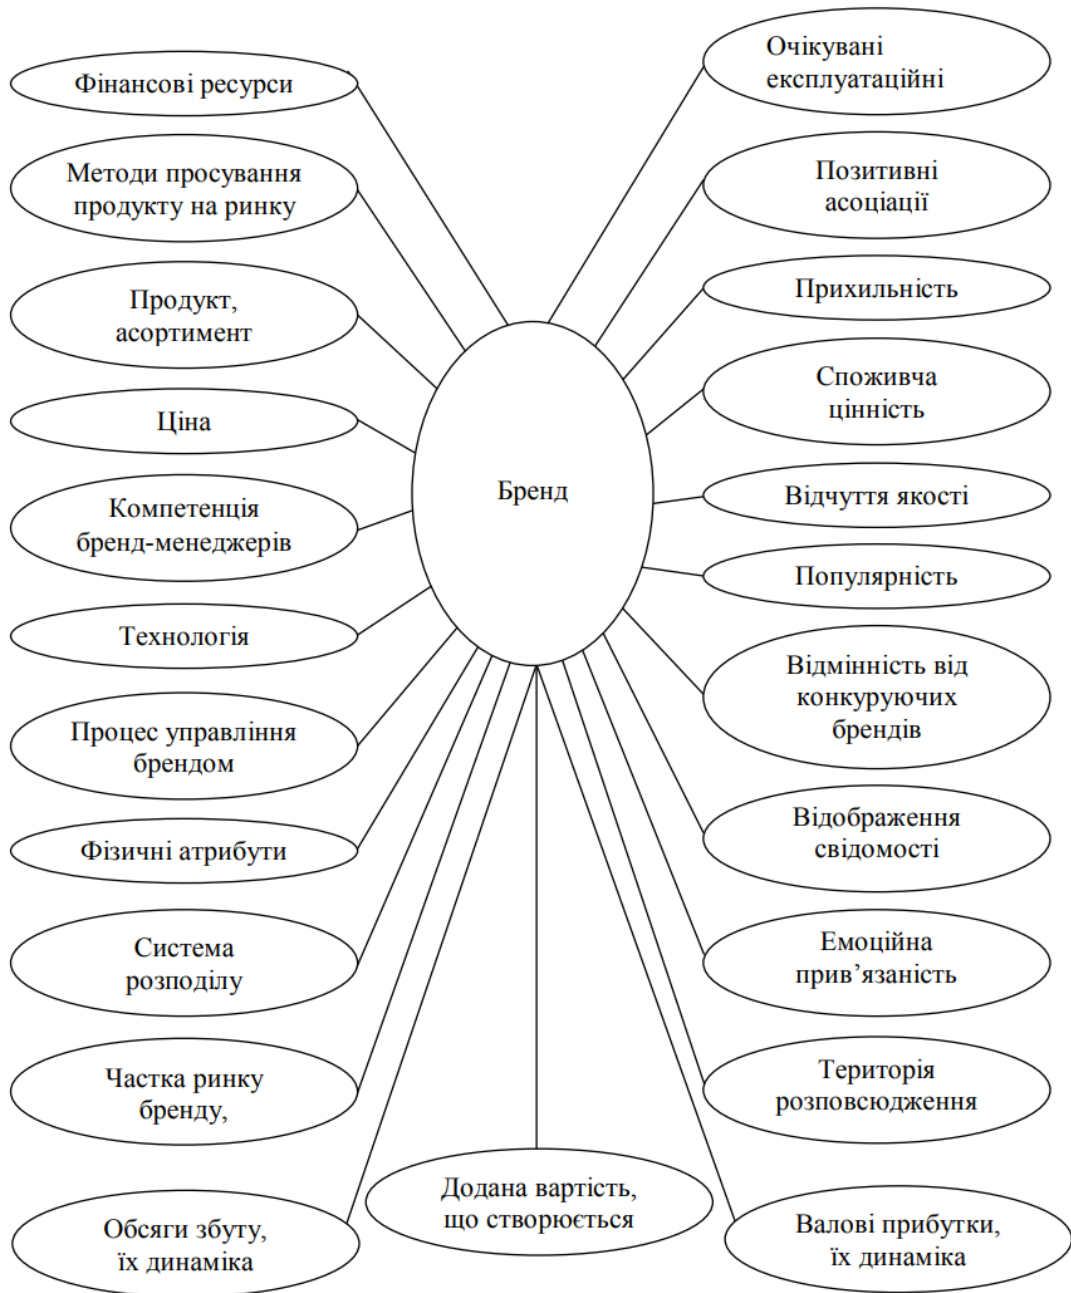 Фінансові ресурси
Методи просування
продукту на ринку
Продукт,
асортимент
Ціна
Компетенція
бренд-менеджерів
Технологія
Процес управління
брендом
Фізичні атрибути
Система
розподілу
Частка ринку
бренду,
Обсяги збуту,
їх динаміка
Бренд
Додана вартість,
що створюється
Очікувані
експлуатаційні
Позитивні
асоціації
Прихильність
Споживча
цінність
Відчуття якості
Популярність
Відмінність від
конкуруючих
брендів
Відображення
свідомості
Емоційна
прив’язаність
Територія
розповсюдження
Валові прибутки,
їх динаміка